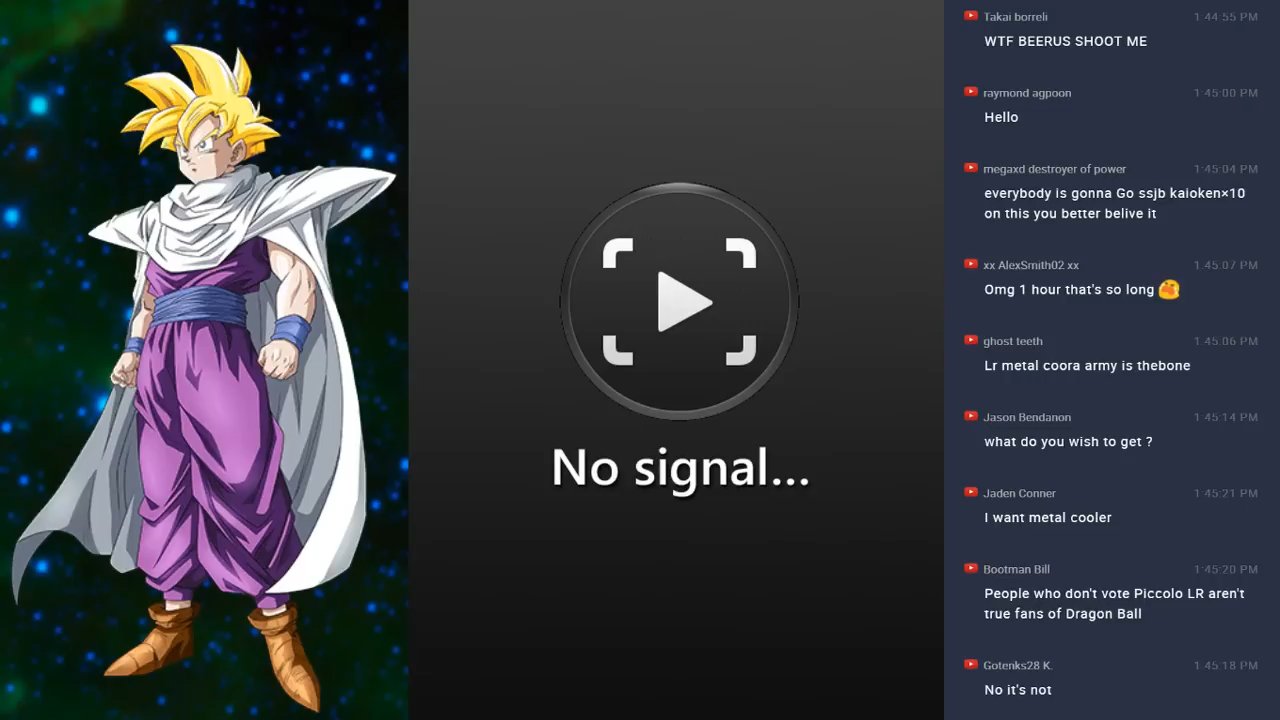 No signal...
Takai borreli 1:44:55 PM
WTF BEERUS SHOOT ME
raymond agpoon 1:45:00 PM
Hello
megaxd destroyer of power 1:45:04 PM
everybody is gonna Go ssjb kaioken×10
on this you better belive it
xx AlexSmith02 xx 1:45:07 PM
Omg 1 hour that's so long
ghost teeth 1:45:06 PM
Lr metal coora army is thebone
Jason Bendanon 1:45:14 PM
what do you wish to get ?
Jaden Conner 1:45:21 PM
I want metal cooler
Bootman Bill 1:45:20 PM
People who don't vote Piccolo LR aren't
true fans of Dragon Ball
Gotenks28 K. 1:45:18 PM
No it's not